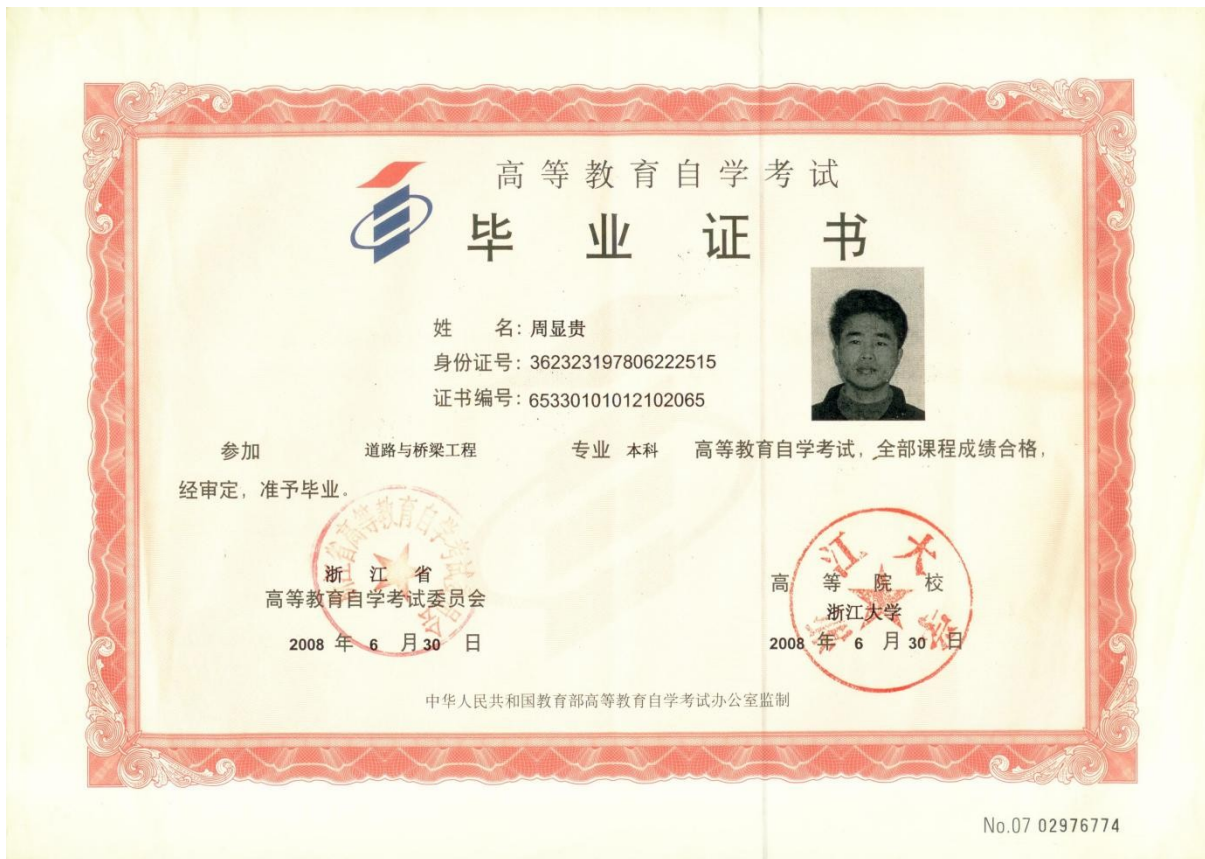 高等教育自学考试
毕业证书
姓 名：周显贵
身份证号：362323197806222515
证书编号：65330101012102065
参加 道路与桥梁工程 专业 本科 高等教育自学考试，全部课程成绩合格，
经审定，准予毕业。
浙江省
高等教育自学考试委员会
2008 年 6 月 30 日
高等院校
浙江大学
2008 年 6 月 30 日
浙江大学
中华人民共和国教育部高等教育自学考试办公室监制
No.07 02976774